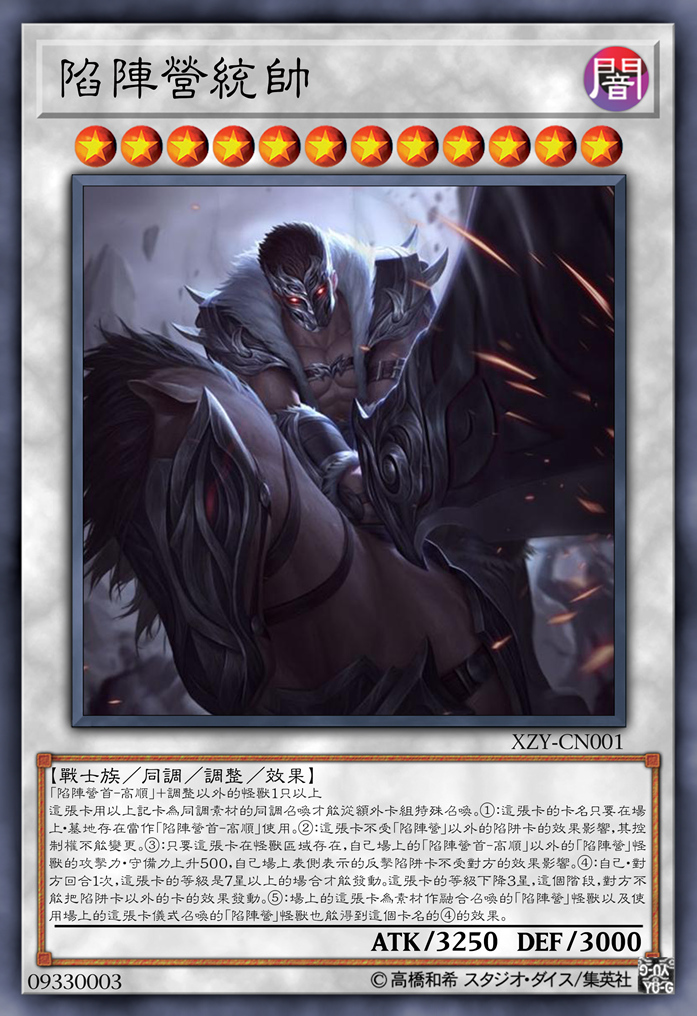 陷陣營統帥
闇
XZY-CN001
【戰士族／同調／調整／效果】
「陷陣營首-高順」+調整以外的怪獸1只以上
這張卡用以上記卡為同調素材的同調召喚才能從額外卡組特殊召喚。①:這張卡的卡名只要在場
上・墓地存在當作「陷陣營首-高順」使用。②:這張卡不受「陷陣營」以外的陷阱卡的效果影響,其控
制權不能變更。③:只要這張卡在怪獸區域存在,自己場上的「陷陣營首-高順」以外的「陷陣營」怪
獸的攻擊力・守備力上升500,自己場上表側表示的反擊陷阱卡不受對方的效果影響。④:自己・對
方回合1次,這張卡的等級是7星以上的場合才能發動。這張卡的等級下降3星,這個階段,對方不
能把陷阱卡以外的卡的效果發動。⑤:場上的這張卡為素材作融合召喚的「陷陣營」怪獸以及使
用場上的這張卡儀式召喚的「陷陣營」怪獸也能得到這個卡名的④的效果。
ATK/3250 DEF/3000
09330003
©高橋和希 スタジオ・ダイス/集英社